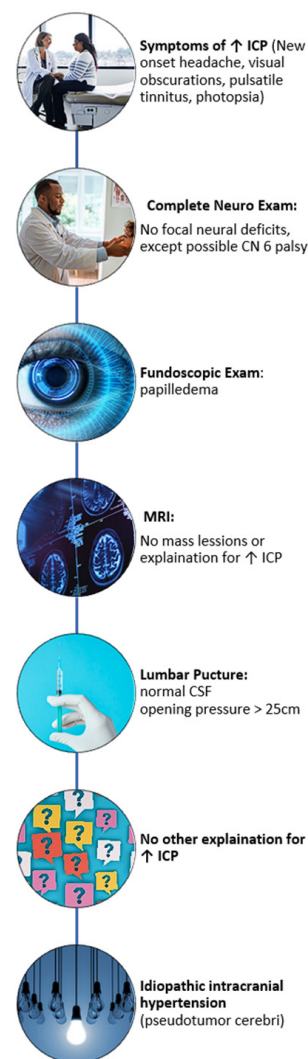 Symptoms of ↑ ICP (New
onset headache, visual
obscurations, pulsatile
tinnitus, photopsia)
Complete Neuro Exam:
No focal neural deficits,
except possible CN 6 palsy
Fundoscopic Exam:
papilledema
MRI:
No mass lessions or
explaination for ↑ ICP
Lumbar Pucture:
normal CSF
opening pressure > 25cm
No other explaination for
↑ ICP
Idiopathic intracranial
hypertension
(pseudotumor cerebri)